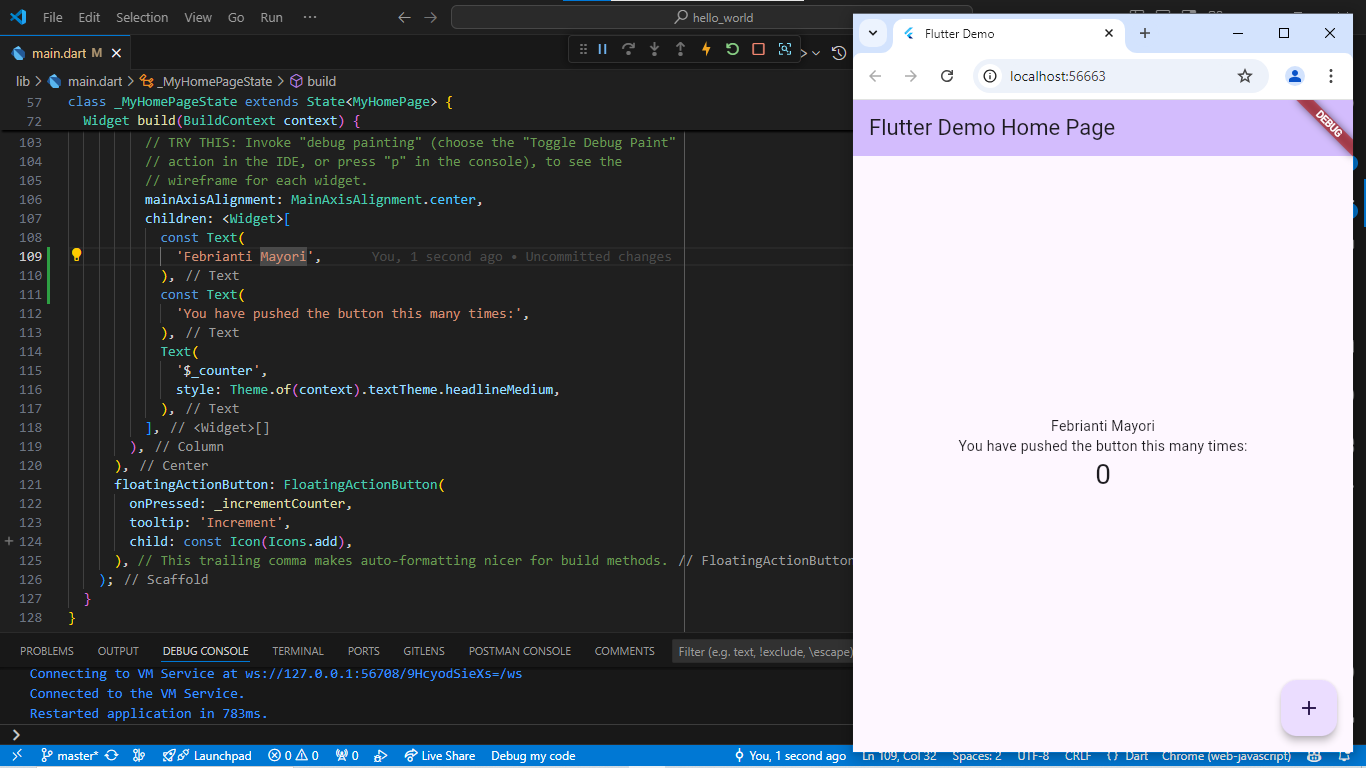 File Edit Selection View Go Run ···
hello_world
main.dart M
lib > main.dart > _MyHomePageState > build
57 class _MyHomePageState extends State<MyHomePage> {
72 Widget build(BuildContext context) {
103 // TRY THIS: Invoke "debug painting" (choose the "Toggle Debug Paint"
104 // action in the IDE, or press "p" in the console), to see the
105 // wireframe for each widget.
106 mainAxisAlignment: MainAxisAlignment.center,
107 children: <Widget>[
108 const Text(
109 'Febrianti Mayori', You, 1 second ago • Uncommitted changes
110 ), // Text
111 const Text(
112 'You have pushed the button this many times:',
113 ), // Text
114 Text(
115 '$_counter',
116 style: Theme.of(context).textTheme.headlineMedium,
117 ), // Text
118 ], // <Widget>[]
119 ), // Column
120 ), // Center
121 floatingActionButton: FloatingActionButton(
122 onPressed: _incrementCounter,
123 tooltip: 'Increment',
124 child: const Icon(Icons.add),
125 ), // This trailing comma makes auto-formatting nicer for build methods. // FloatingActionButton
126 ); // Scaffold
127 }
128 }
PROBLEMS OUTPUT DEBUG CONSOLE TERMINAL PORTS GITLENS POSTMAN CONSOLE COMMENTS Filter (e.g. text, !exclude, \escape)
Connecting to VM Service at ws://127.0.0.1:56708/9HcyodSieXs=/ws
Connected to the VM Service.
Restarted application in 783ms.
master* Launchpad 0 0 0 Live Share Debug my code You, 1 second ago Ln 109, Col 32 Spaces: 2 UTF-8 CRLF {} Dart Chrome (web-javascript)
Flutter Demo
localhost:56663
Flutter Demo Home Page
DEBUG
Febrianti Mayori
You have pushed the button this many times:
0
+